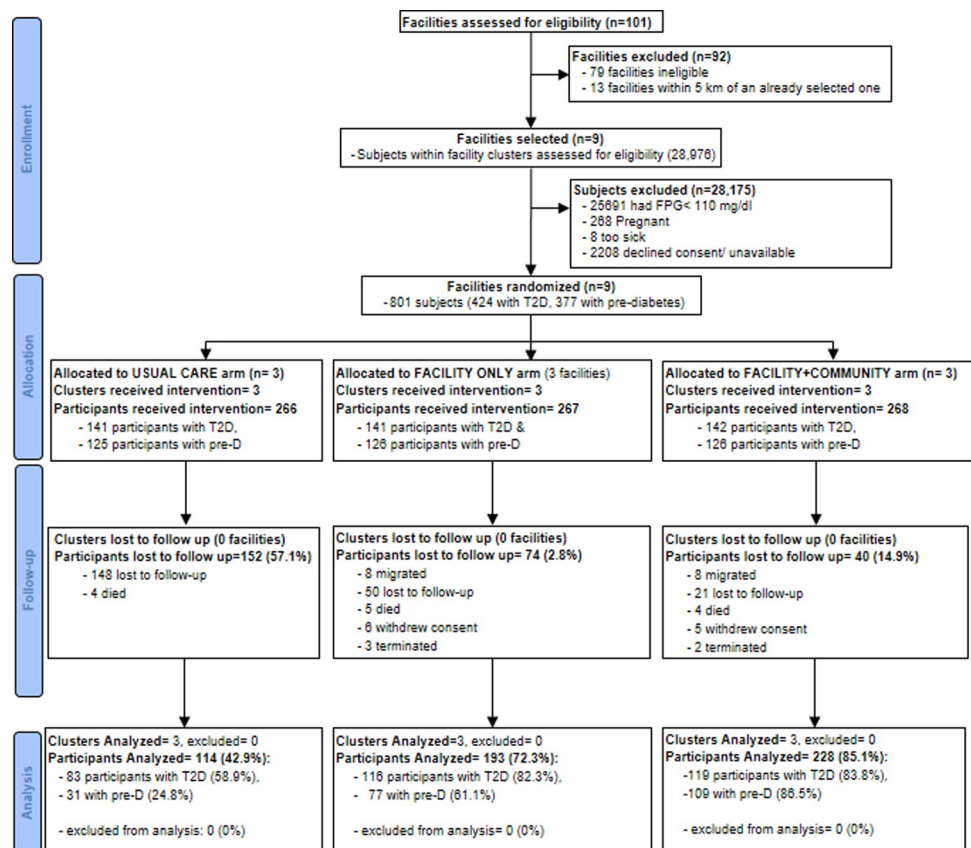 Enrollment
Facilities assessed for eligibility (n=101)
Facilities excluded (n=92)
- 79 facilities ineligible
- 13 facilities within 5 km of an already selected one
Facilities selected (n=9)
- Subjects within facility clusters assessed for eligibility (28,976)
Subjects excluded (n=28,175)
- 25691 had FPG< 110 mg/dl
- 268 Pregnant
- 8 too sick
- 2208 declined consent/ unavailable
Allocation
Facilities randomized (n=9)
- 801 subjects (424 with T2D, 377 with pre-diabetes)
Allocated to USUAL CARE arm (n= 3)
Clusters received intervention= 3
Participants received intervention= 266
- 141 participants with T2D,
- 125 participants with pre-D
Allocated to FACILITY ONLY arm (3 facilities)
Clusters received intervention= 3
Participants received intervention= 267
- 141 participants with T2D &
- 126 participants with pre-D
Allocated to FACILITY+COMMUNITY arm (n= 3)
Clusters received intervention= 3
Participants received intervention= 268
- 142 participants with T2D,
- 126 participants with pre-D
Follow-up
Clusters lost to follow up (0 facilities)
Participants lost to follow up=152 (57.1%)
- 148 lost to follow-up
- 4 died
Clusters lost to follow up (0 facilities)
Participants lost to follow up= 74 (2.8%)
- 8 migrated
- 50 lost to follow-up
- 5 died
- 6 withdrew consent
- 3 terminated
Clusters lost to follow up (0 facilities)
Participants lost to follow up= 40 (14.9%)
- 8 migrated
- 21 lost to follow-up
- 4 died
- 5 withdrew consent
- 2 terminated
Analysis
Clusters Analyzed= 3, excluded= 0
Participants Analyzed= 114 (42.9%):
- 83 participants with T2D (58.9%),
- 31 with pre-D (24.8%)
- excluded from analysis: 0 (0%)
Clusters Analyzed=3, excluded= 0
Participants Analyzed= 193 (72.3%):
- 116 participants with T2D (82.3%),
- 77 with pre-D (61.1%)
- excluded from analysis= 0 (0%)
Clusters Analyzed= 3, excluded= 0
Participants Analyzed= 228 (85.1%)
-119 participants with T2D (83.8%)
-109 with pre-D (86.5%)
- excluded from analysis= 0 (0%)